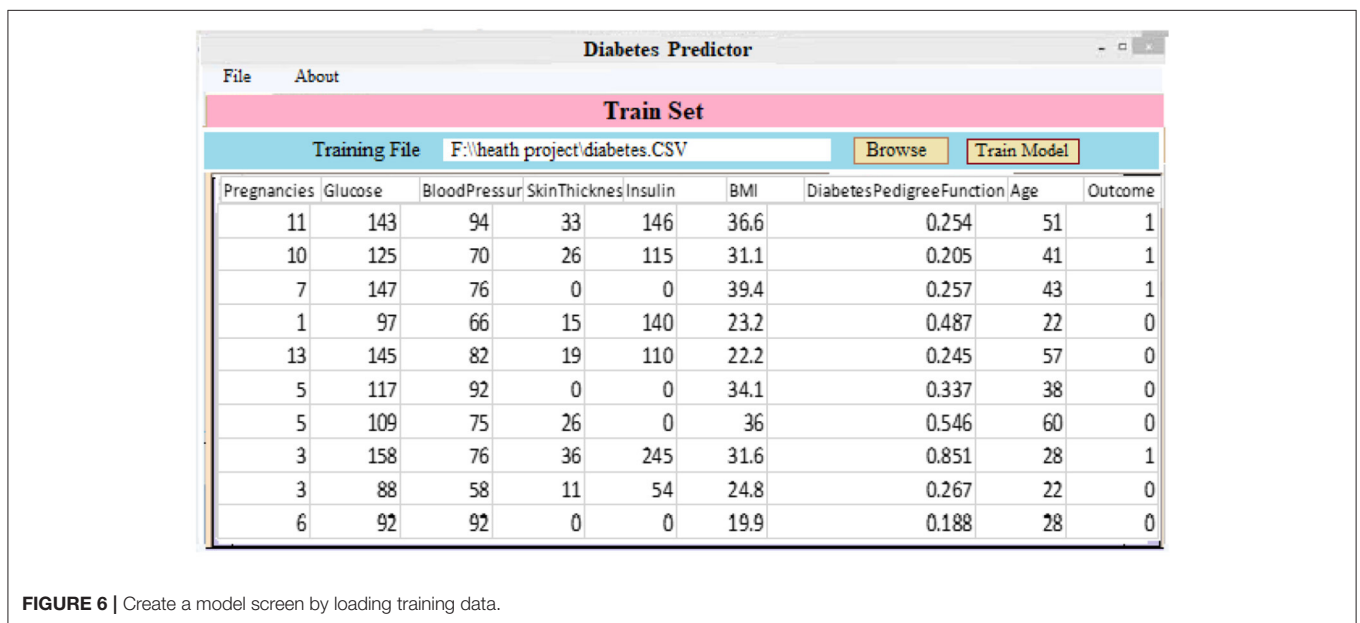 Diabetes Predictor
File About
Train Set
Training File F:\\heath project\diabetes.CSV Browse Train Model
Pregnancies Glucose BloodPressur SkinThicknes Insulin BMI DiabetesPedigreeFunction Age Outcome
11 143 94 33 146 36.6 0.254 51 1
10 125 70 26 115 31.1 0.205 41 1
7 147 76 0 0 39.4 0.257 43 1
1 97 66 15 140 23.2 0.487 22 0
13 145 82 19 110 22.2 0.245 57 0
5 117 92 0 0 34.1 0.337 38 0
5 109 75 26 0 36 0.546 60 0
3 158 76 36 245 31.6 0.851 28 1
3 88 58 11 54 24.8 0.267 22 0
6 92 92 0 0 19.9 0.188 28 0
FIGURE 6 | Create a model screen by loading training data.